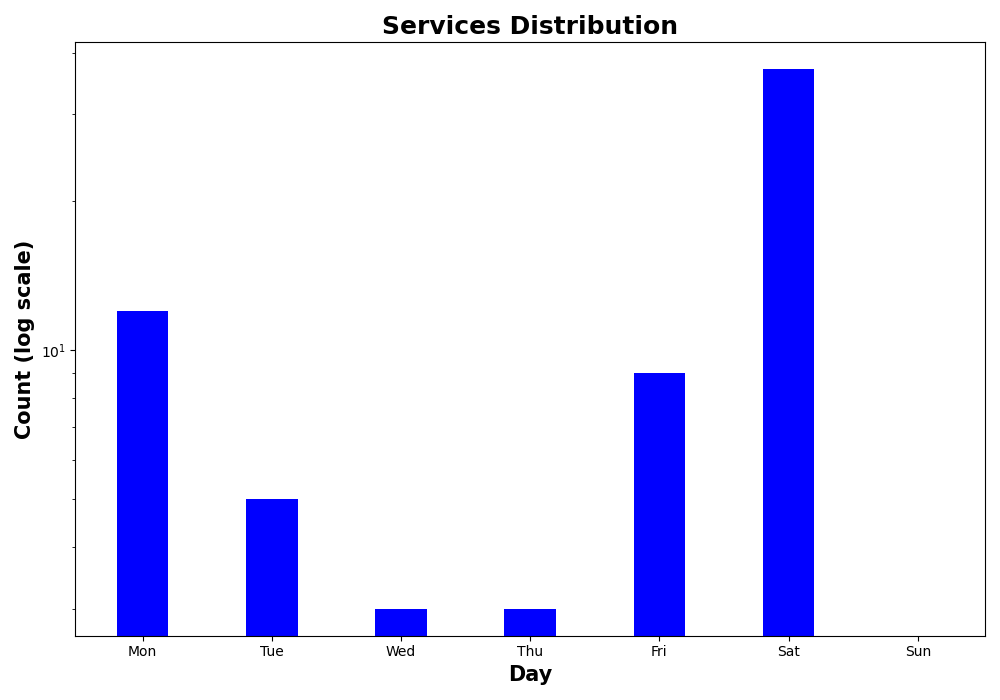 Services Distribution
Count (log scale)
10¹
Mon Tue Wed Thu Fri Sat Sun
Day